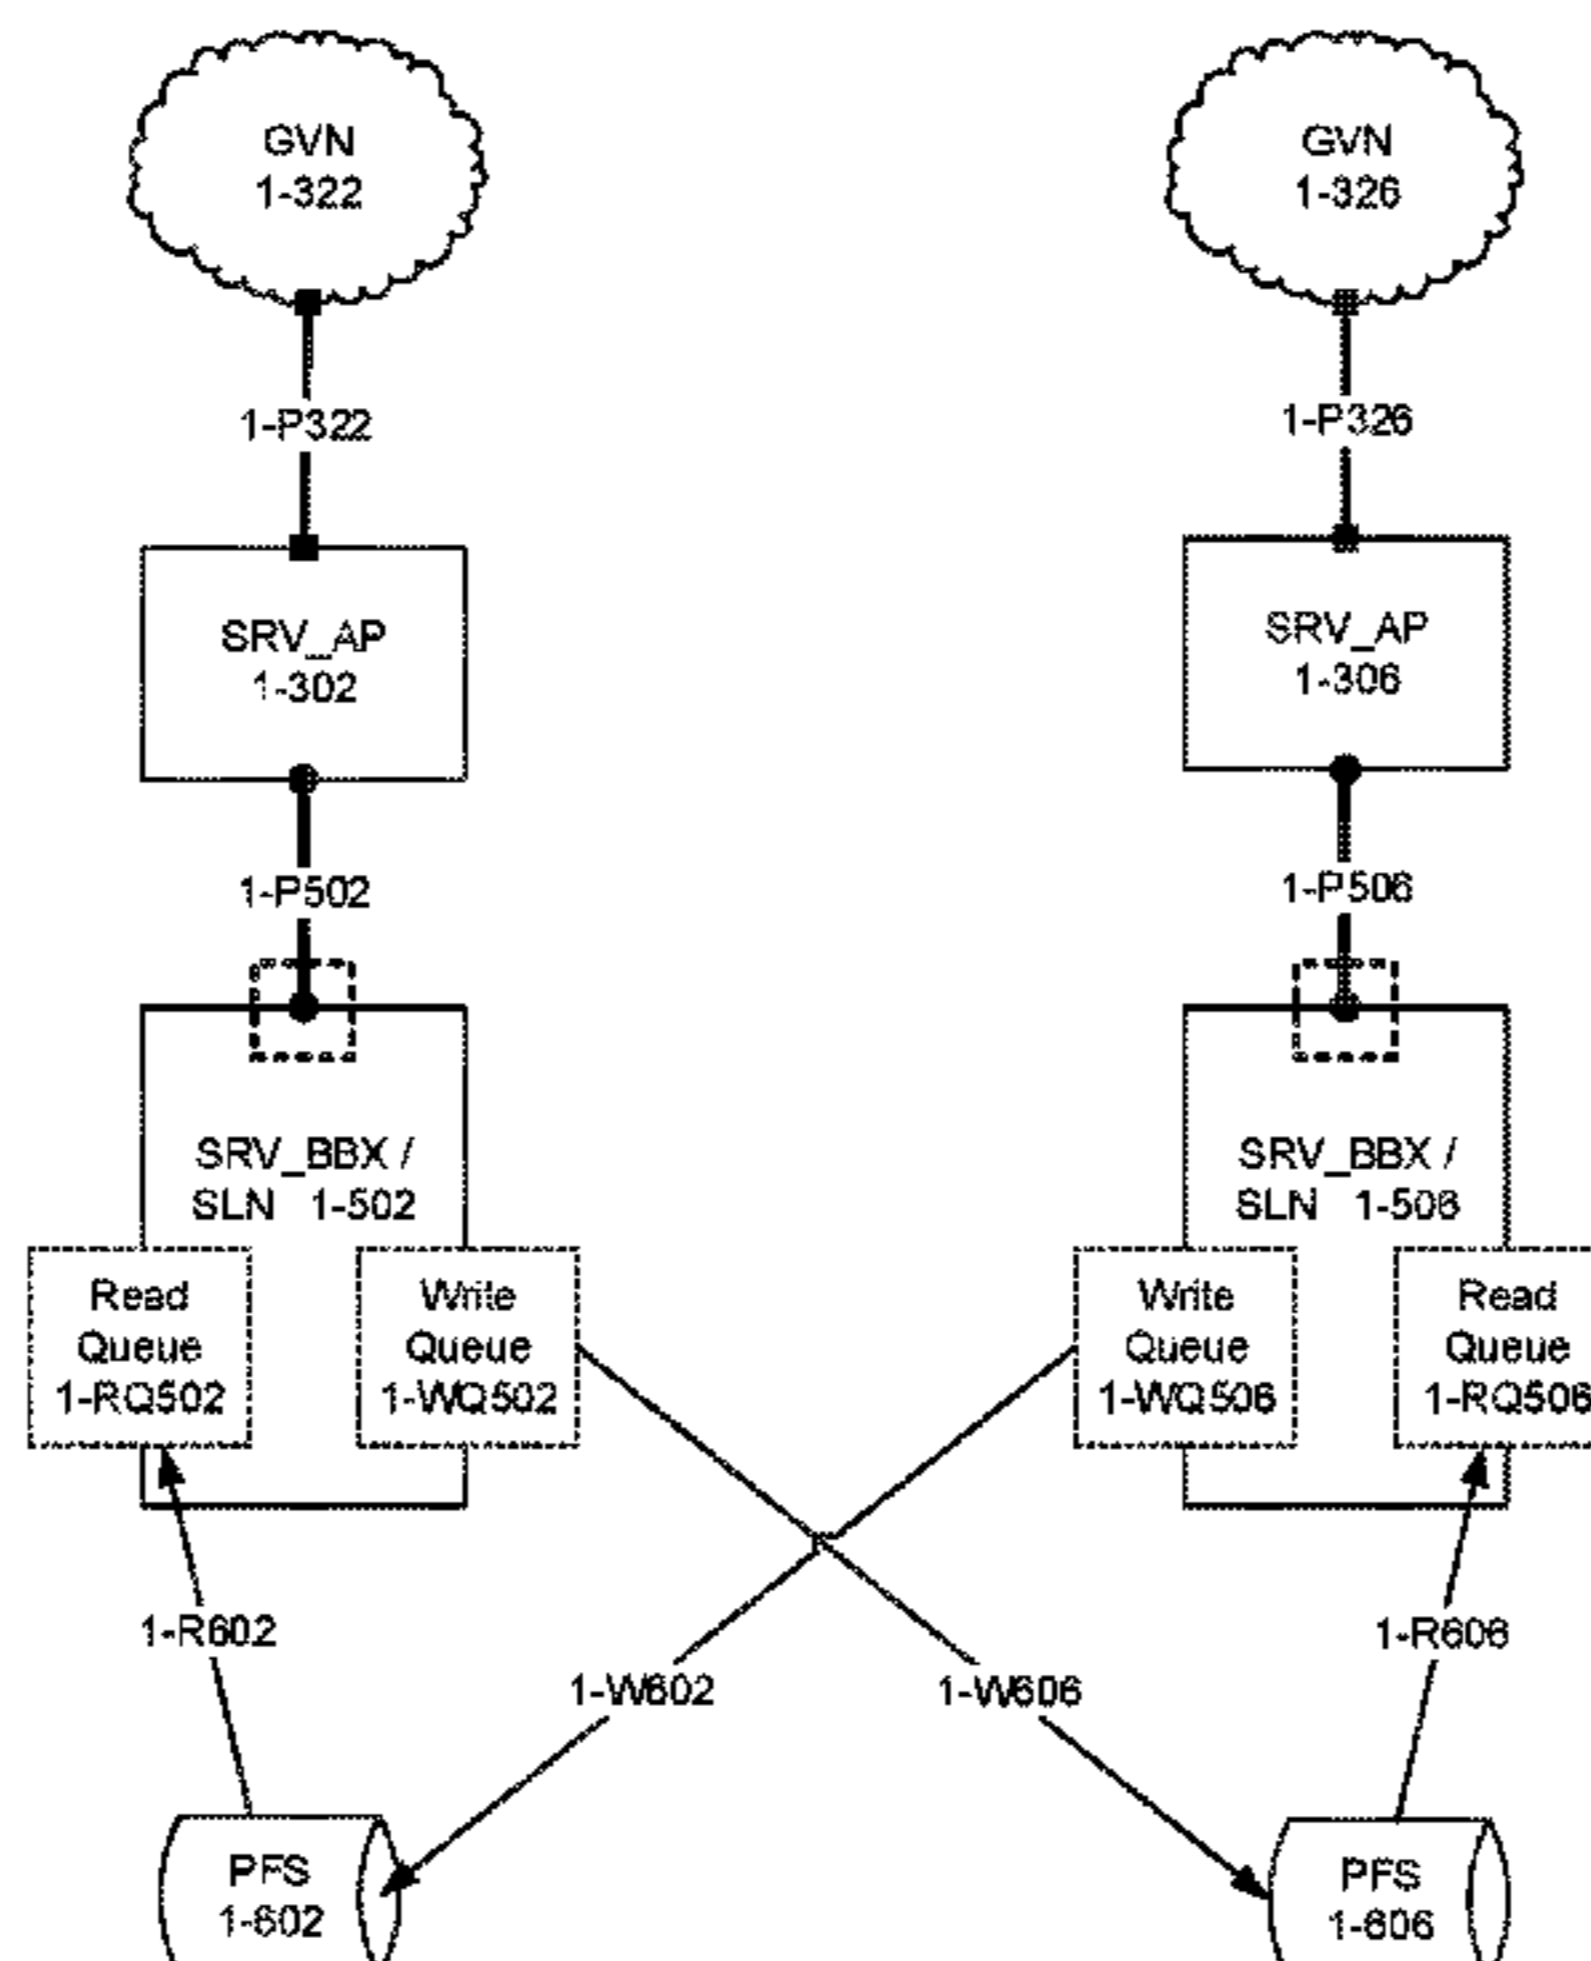 GVN
1-322
GVN
1-326
1-P322
1-P326
SRV_AP
1-302
SRV_AP
1-306
1-P502
1-P506
SRV_BBX /
SLN 1-502
SRV_BBX /
SLN 1-506
Read
Queue
1-RQ502
Write
Queue
1-WQ502
Write
Queue
1-WQ506
Read
Queue
1-RQ506
1-R602
1-R606
1-W602
1-W606
PFS
1-602
PFS
1-606